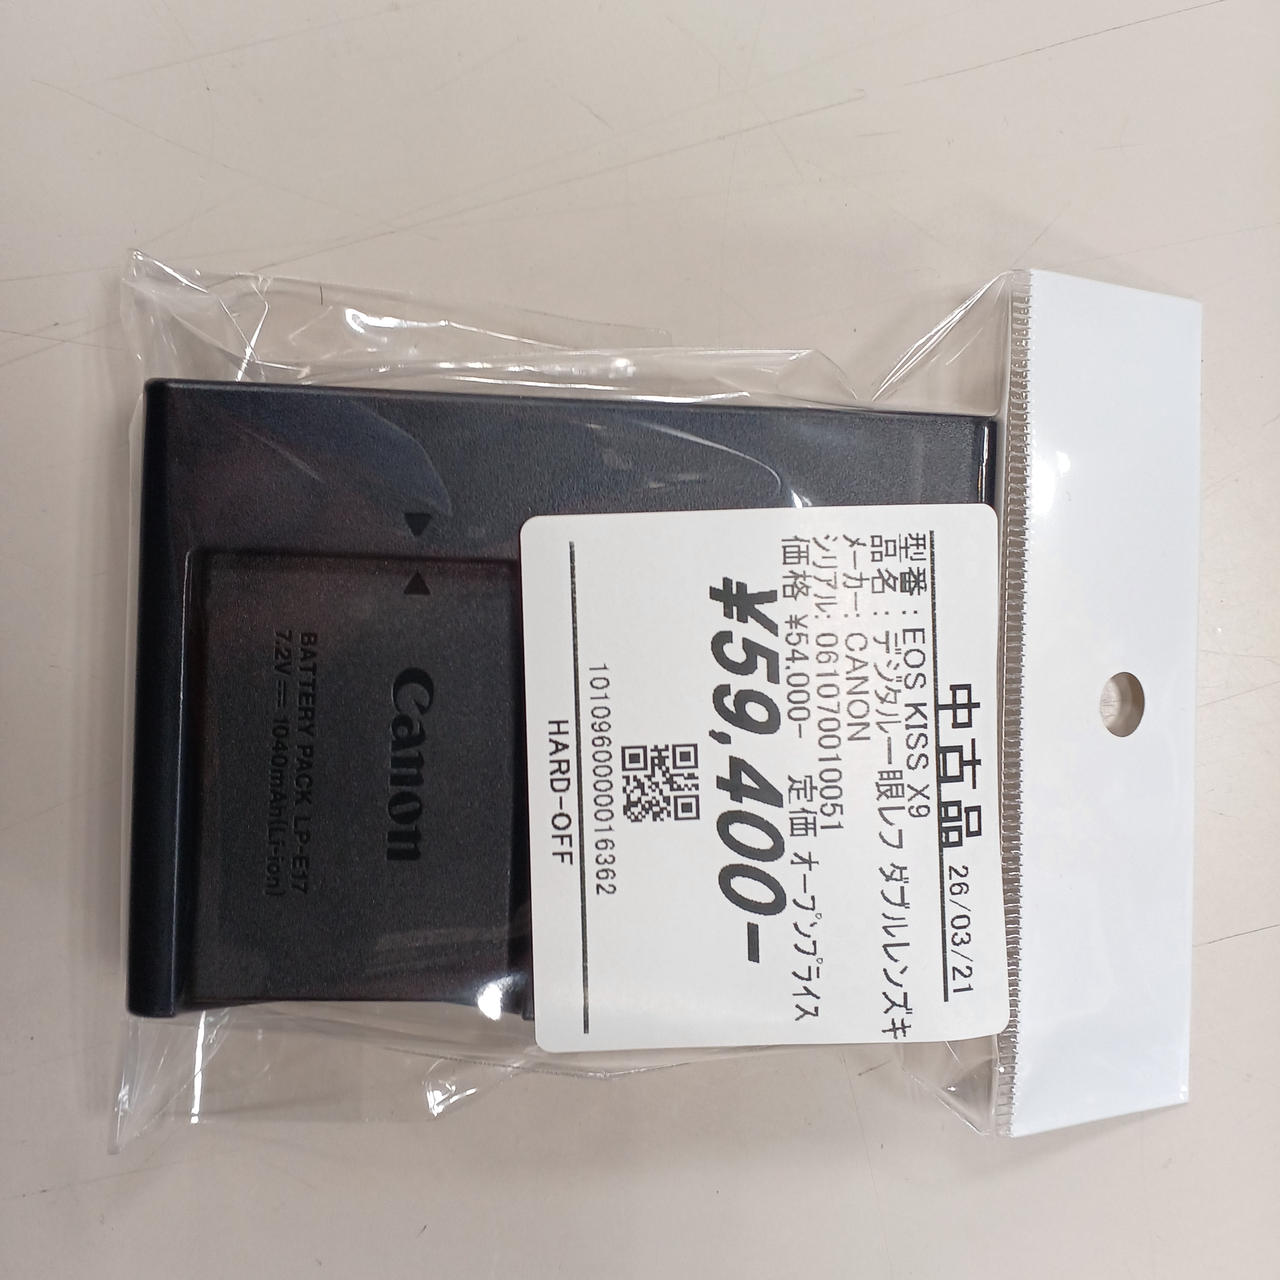 中古品 26/03/21
型番: EOS KISS X9
品名: デジタル一眼レフ ダブルレンズキ
メーカー: CANON
シリアル: 061070010051
価格 ¥54,000- 定価 オープンプライス
¥59,400-
1010960000016362
HARD-OFF
Canon
BATTERY PACK LP-E17
7.2V⎓1040mAh(Li-ion)